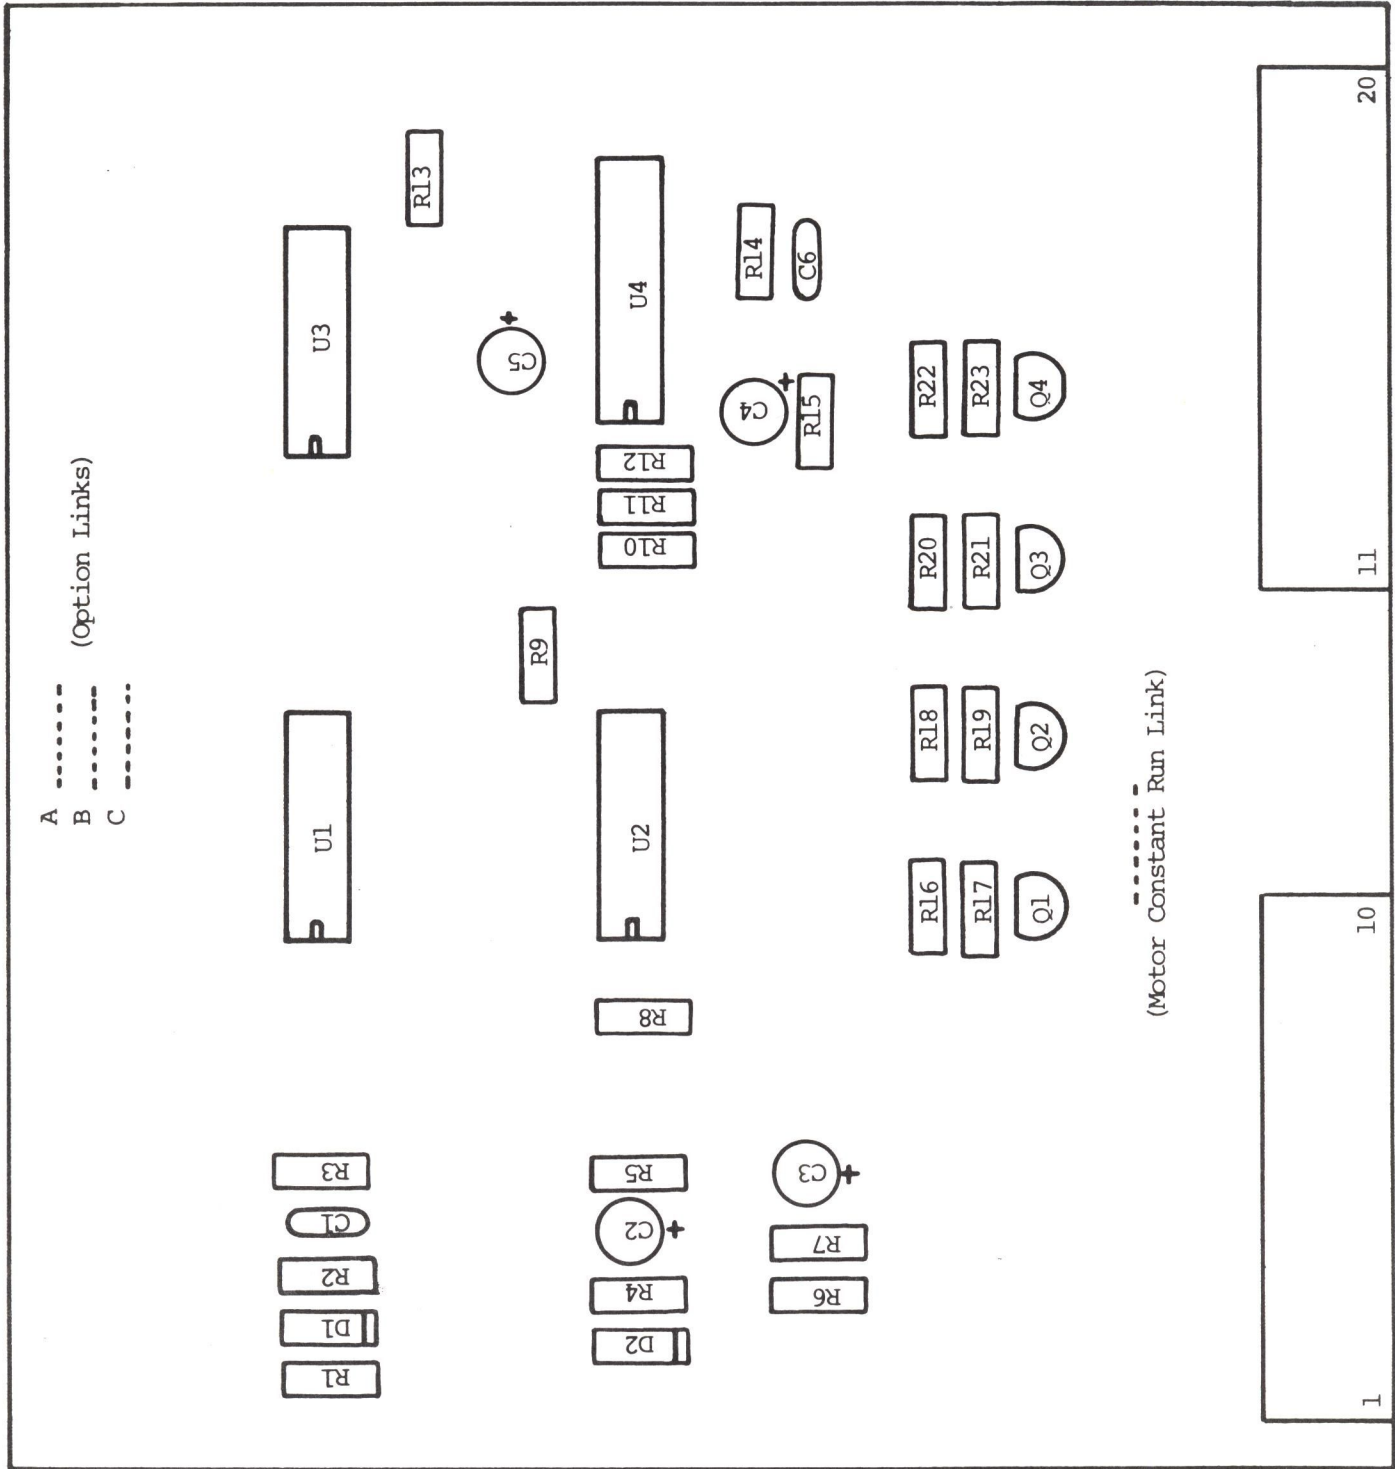 A
B (Option Links)
C
U1
U3
R13
R9
C5
U2
U4
R8
R10
R11
R12
R14
C6
C4
R15
R1
D1
R2
C1
R3
D2
R4
C2
R5
R6
R7
C3
R16
R18
R20
R22
R17
R19
R21
R23
Q1
Q2
Q3
Q4
(Motor Constant Run Link)
1
10
11
20